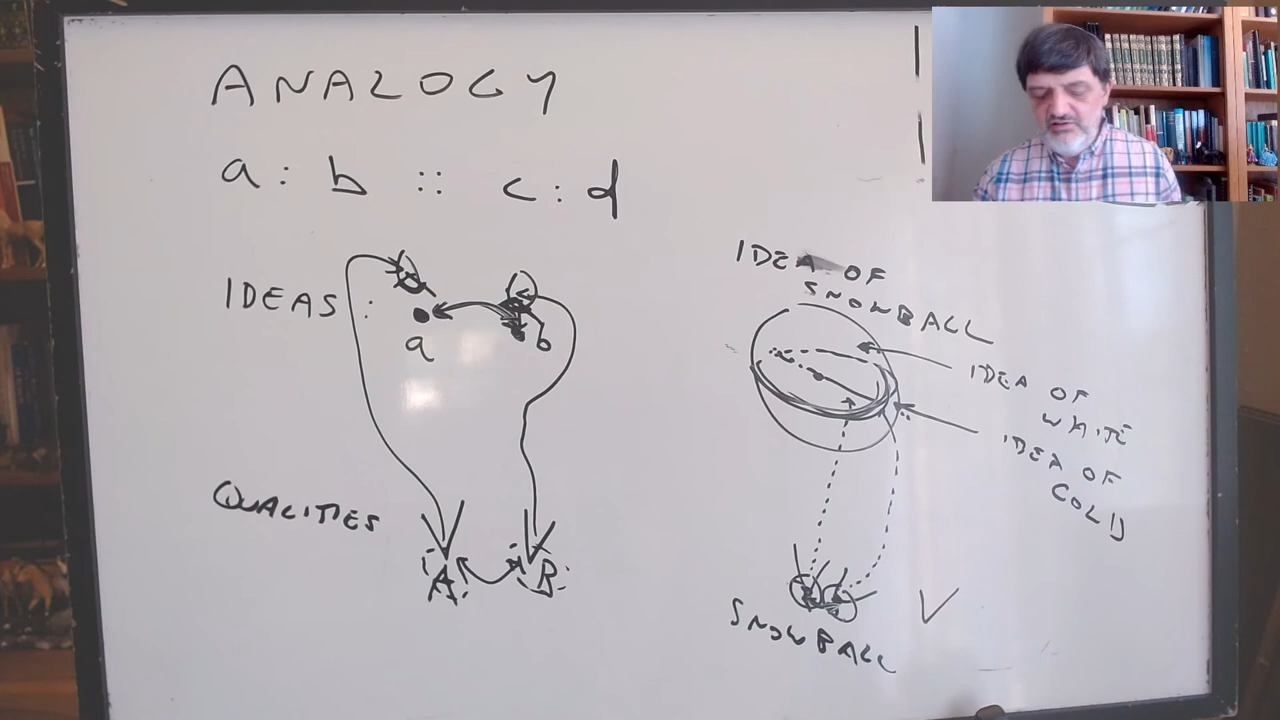 ANALOGY
a : b :: c : d
IDEAS :
a
b
QUALITIES
A
B
IDEA OF
SNOWBALL
IDEA OF
WHITE
IDEA OF
COLD
SNOWBALL